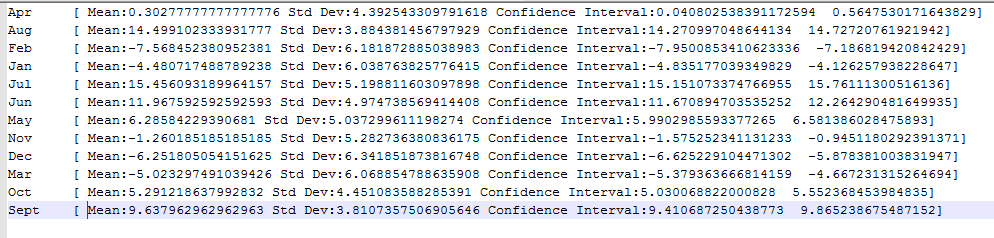 Apr [ Mean:0.30277777777777776 Std Dev:4.392543309791618 Confidence Interval:0.040802538391172594 0.5647530171643829]
Aug [ Mean:14.499102333931777 Std Dev:3.884381456797929 Confidence Interval:14.270997048644134 14.72720761921942]
Feb [ Mean:-7.568452380952381 Std Dev:6.181872885038983 Confidence Interval:-7.9500853410623336 -7.186819420842429]
Jan [ Mean:-4.480717488789238 Std Dev:6.038763825776415 Confidence Interval:-4.835177039349829 -4.126257938228647]
Jul [ Mean:15.456093189964157 Std Dev:5.198811603097898 Confidence Interval:15.151073374766955 15.761113005161​36]
Jun [ Mean:11.967592592592593 Std Dev:4.974738569414408 Confidence Interval:11.670894703535252 12.264290481649935]
May [ Mean:6.28584229390681 Std Dev:5.037299611198274 Confidence Interval:5.9902985593377265 6.581386028475893]
Nov [ Mean:-1.260185185185185 Std Dev:5.282736380836175 Confidence Interval:-1.575252341131233 -0.9451180292391371]
Dec [ Mean:-6.251805054151625 Std Dev:6.341851873816748 Confidence Interval:-6.625229104471302 -5.878381003831947]
Mar [ Mean:-5.023297491039426 Std Dev:6.068854788635908 Confidence Interval:-5.379363666814159 -4.667231315264694]
Oct [ Mean:5.291218637992832 Std Dev:4.451083588285391 Confidence Interval:5.030068822000828 5.552368453984835]
Sept [ Mean:9.637962962962963 Std Dev:3.8107357506905646 Confidence Interval:9.410687250438773 9.865238675487152]